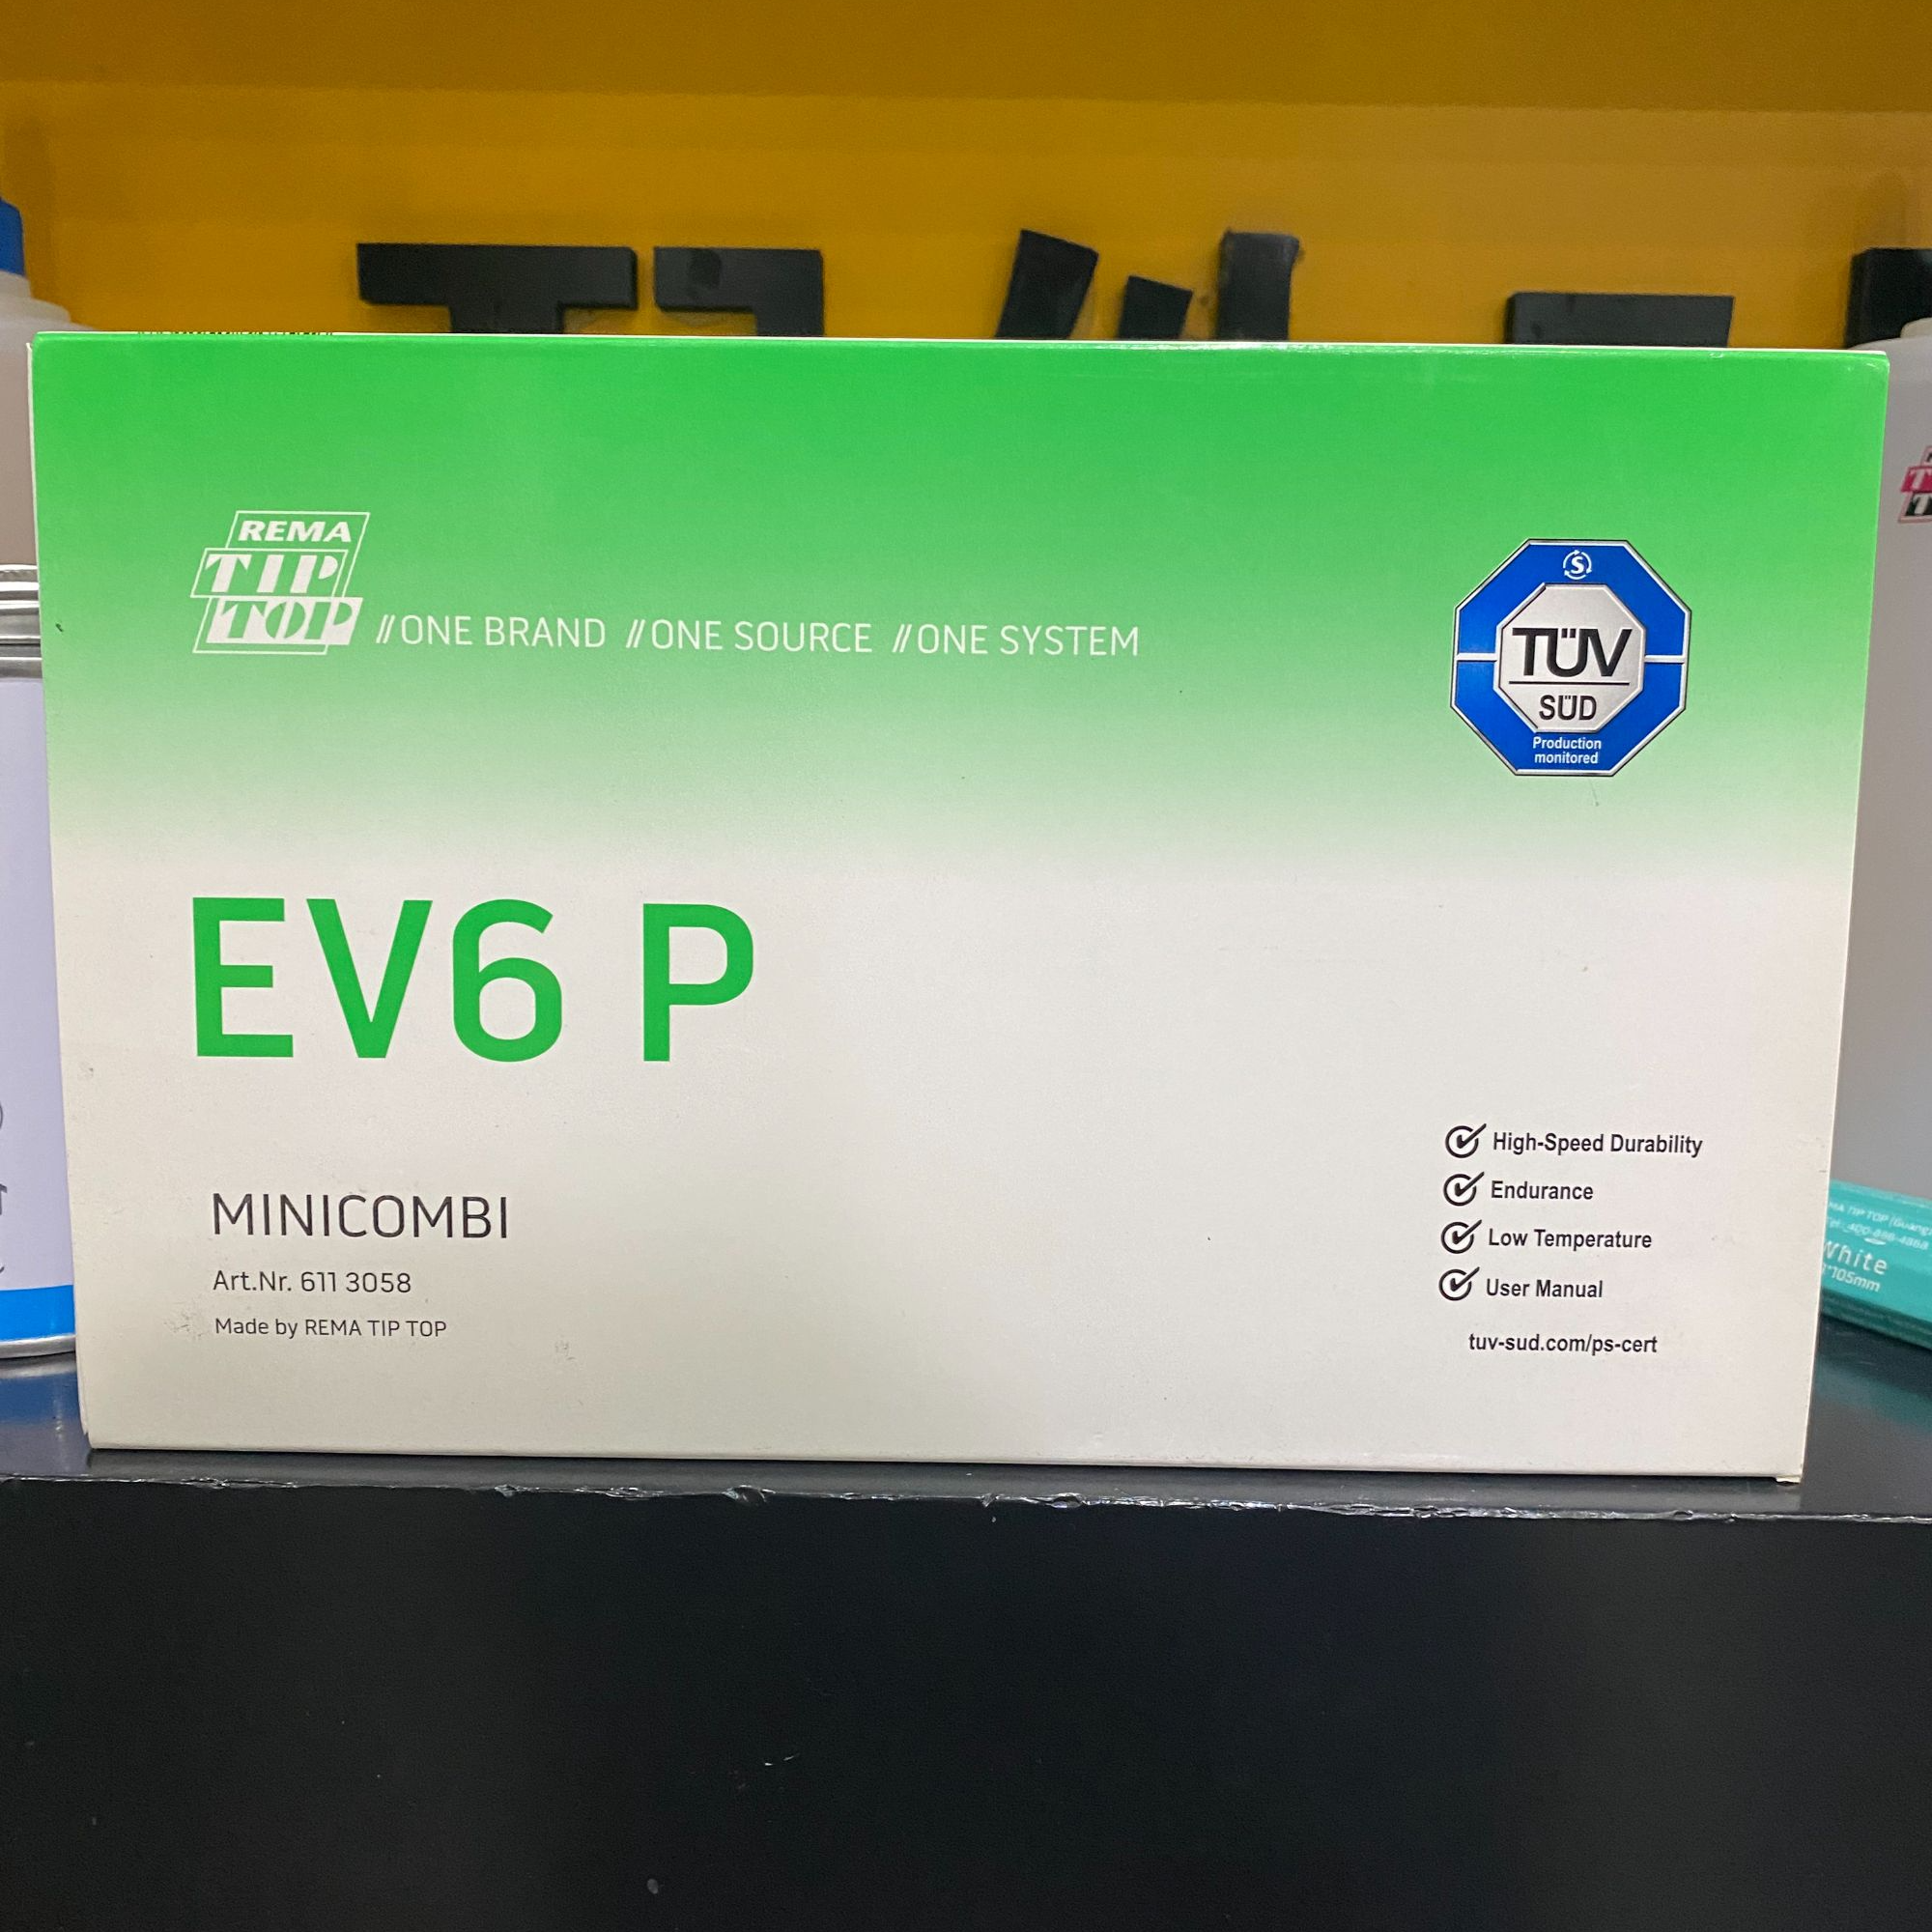 REMA
TIP
TOP
//ONE BRAND //ONE SOURCE //ONE SYSTEM
S
TÜV
SÜD
Production
monitored
EV6 P
MINICOMBI
Art.Nr. 611 3058
Made by REMA TIP TOP
High-Speed Durability
Endurance
Low Temperature
User Manual
tuv-sud.com/ps-cert
White